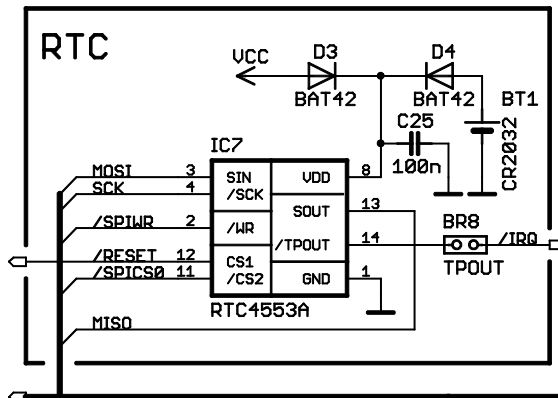 RTC
VCC
D3
BAT42
D4
BAT42
BT1
CR2032
C25
100n
IC7
MOSI 3 SIN
SCK 4 /SCK
/SPIWR 2 /WR
/RESET 12 CS1
/SPICS0 11 /CS2
VDD 8
SOUT 13
/TPOUT 14
GND 1
RTC4553A
MISO
BR8
/IRQ
TPOUT